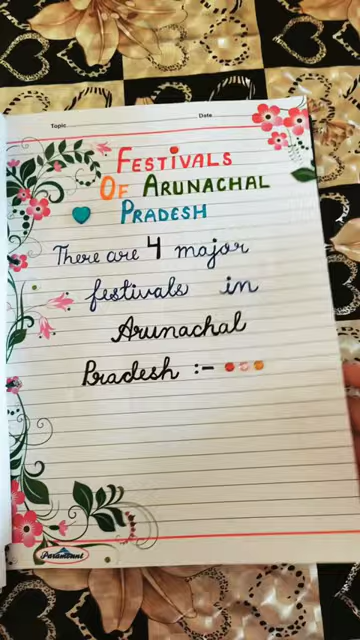 Topic Date
FESTIVALS
OF ARUNACHAL
PRADESH
There are 4 major
festivals in
Arunachal
Pradesh :-
Paramount